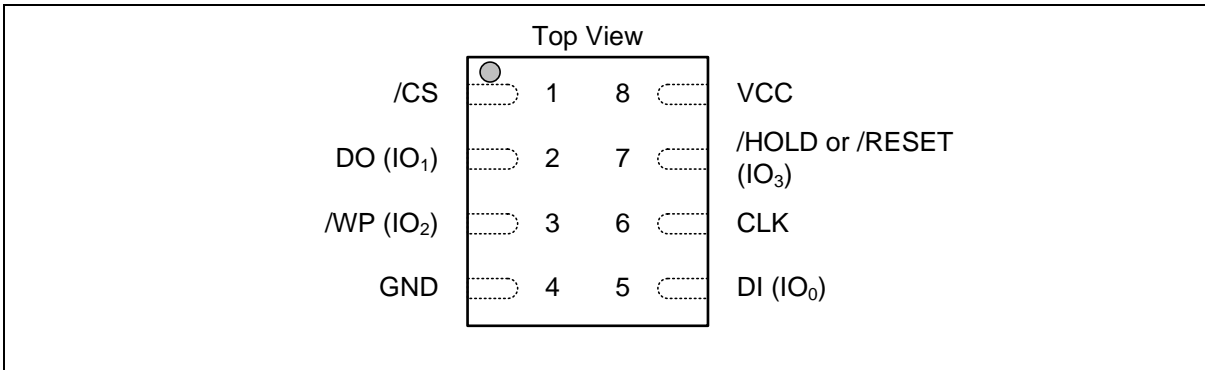 Top View
/CS 1 8 VCC
DO (IO₁) 2 7 /HOLD or /RESET
(IO₃)
/WP (IO₂) 3 6 CLK
GND 4 5 DI (IO₀)